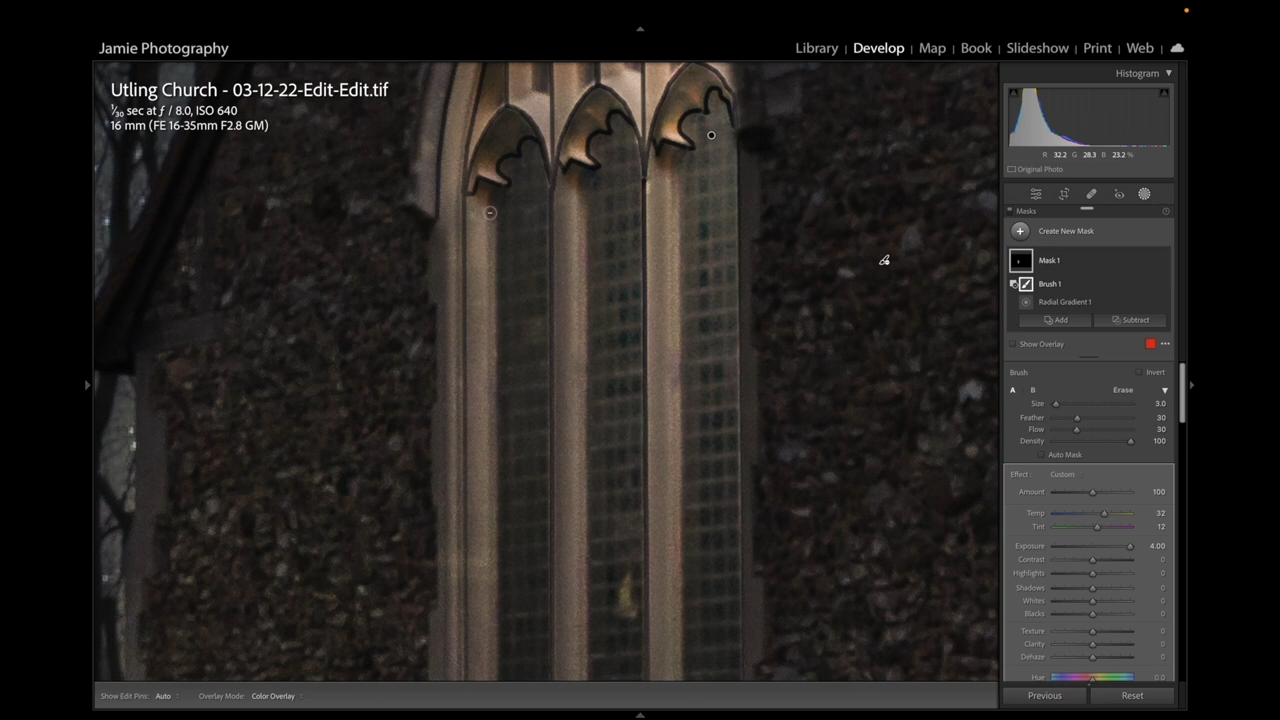 Jamie Photography
Library | Develop | Map | Book | Slideshow | Print | Web |
Histogram
Utling Church - 03-12-22-Edit-Edit.tif
1/30 sec at ƒ / 8.0, ISO 640
16 mm (FE 16-35mm F2.8 GM)
R 32.2 G 28.3 B 23.2 %
Original Photo
Masks
Create New Mask
Mask 1
Brush 1
Radial Gradient 1
Add Subtract
Show Overlay
Brush Invert
A B Erase
Size 3.0
Feather 30
Flow 30
Density 100
Auto Mask
Effect : Custom
Amount 100
Temp 32
Tint 12
Exposure 4.00
Contrast 0
Highlights 0
Shadows 0
Whites 0
Blacks 0
Texture 0
Clarity 0
Dehaze 0
Hue 0.0
Show Edit Pins: Auto Overlay Mode: Color Overlay
Previous Reset